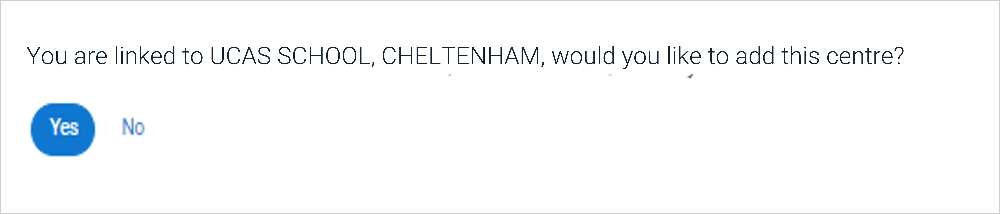 You are linked to UCAS SCHOOL, CHELTENHAM, would you like to add this centre?
Yes No